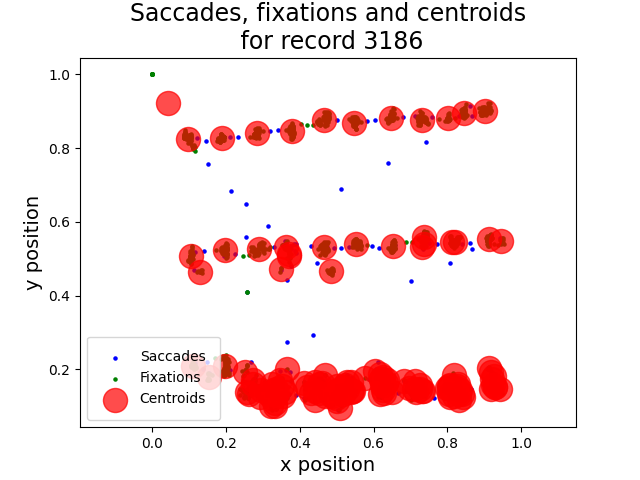 Saccades, fixations and centroids
for record 3186
y position
1.0
0.8
0.6
0.4
0.2
Saccades
Fixations
Centroids
0.0
0.2
0.4
0.6
0.8
1.0
x position